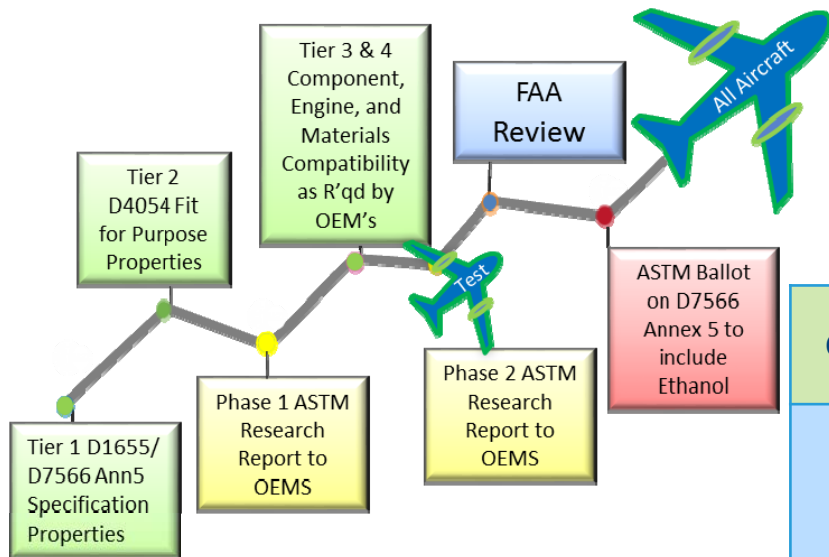 Tier 1 D1655/
D7566 Ann5
Specification
Properties
Tier 2
D4054 Fit
for Purpose
Properties
Phase 1 ASTM
Research
Report to
OEMS
Tier 3 & 4
Component,
Engine, and
Materials
Compatibility
as R'qd by
OEM's
Test
Phase 2 ASTM
Research
Report to
OEMS
FAA
Review
ASTM Ballot
on D7566
Annex 5 to
include
Ethanol
All Aircraft